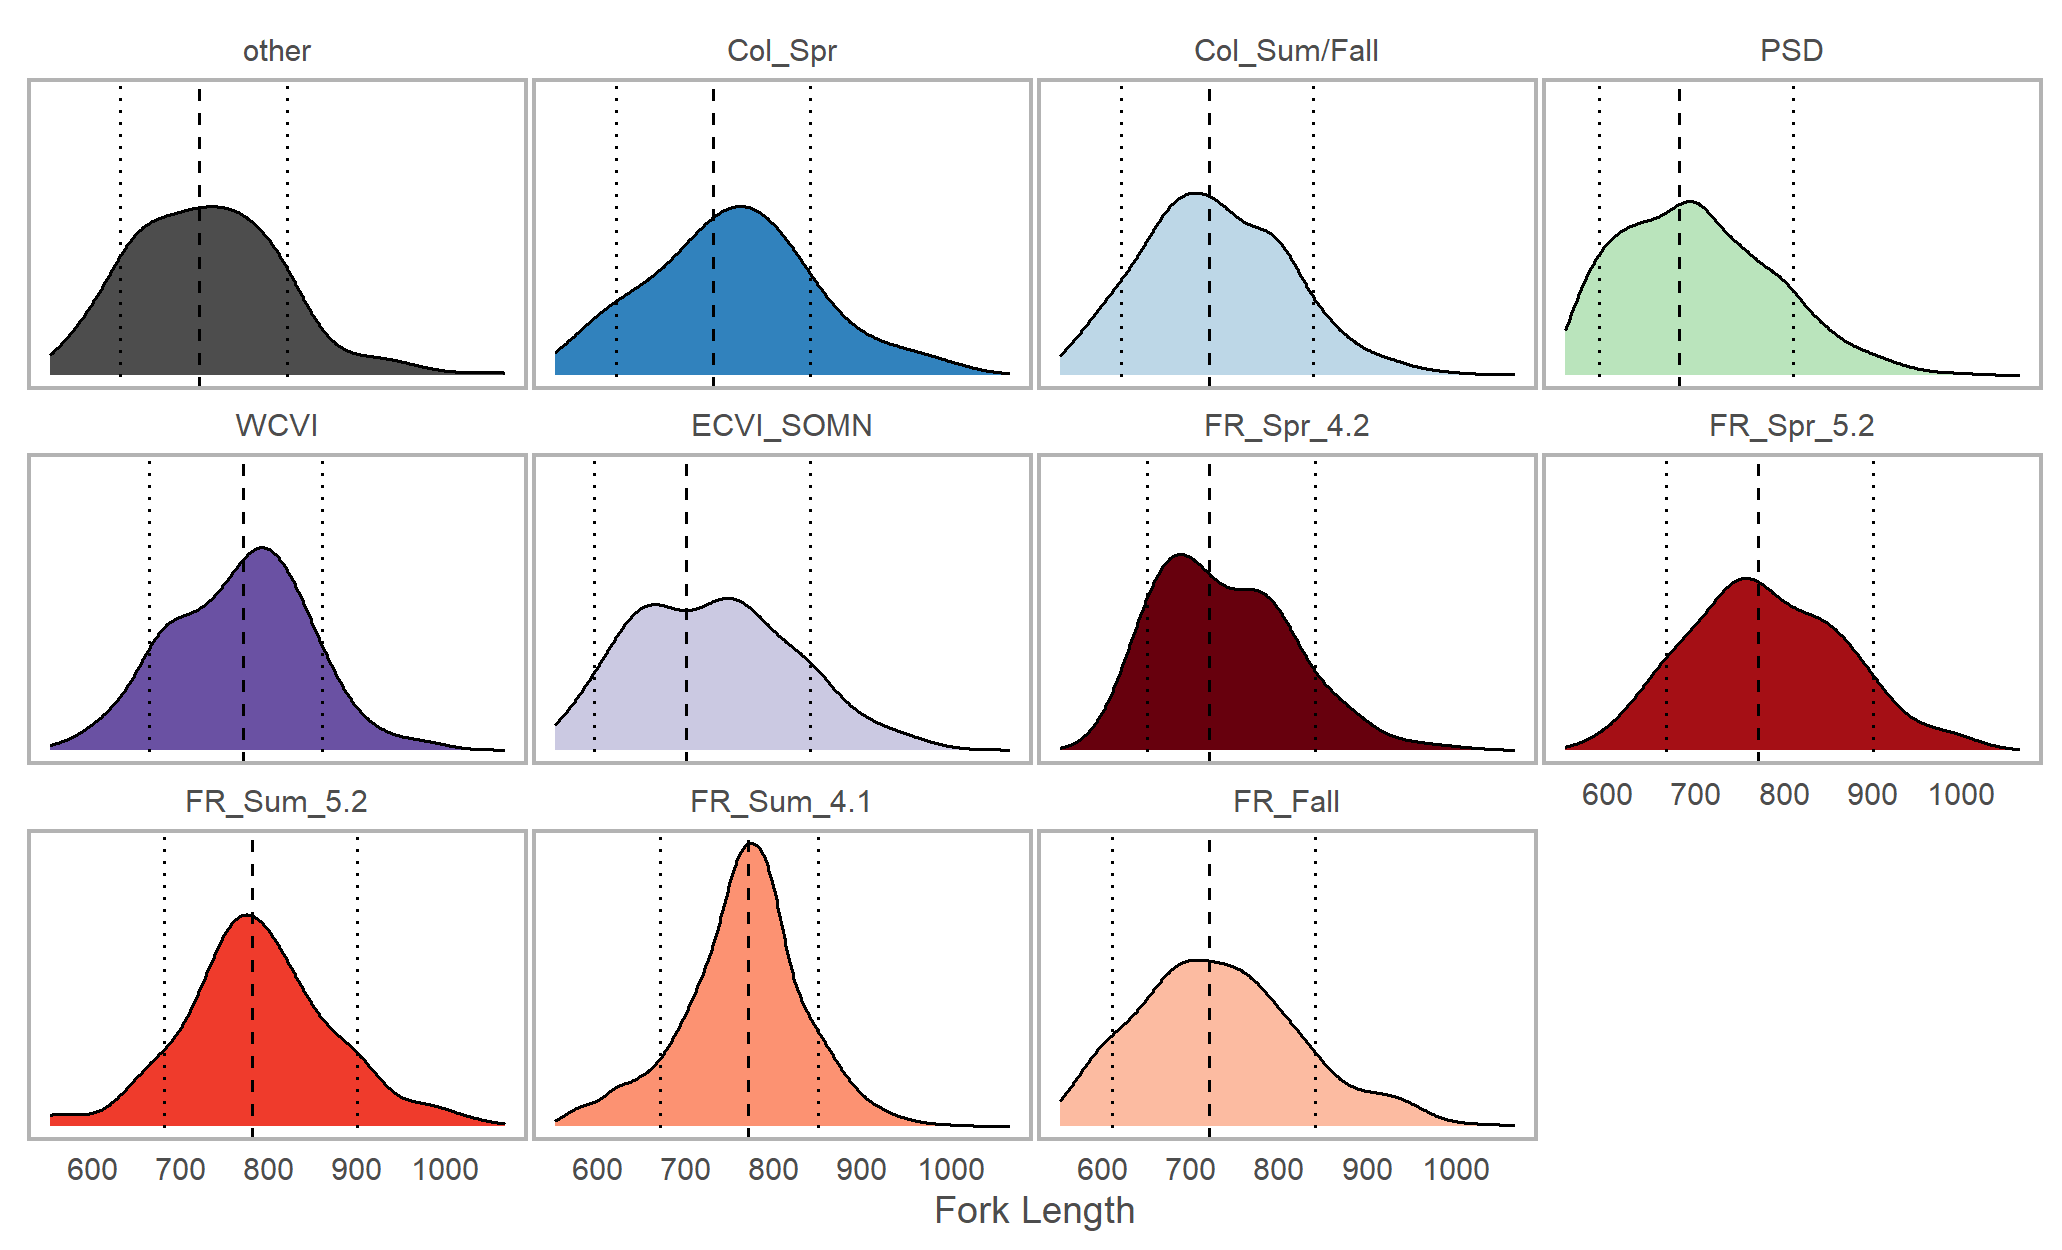 other Col_Spr Col_Sum/Fall PSD
WCVI ECVI_SOMN FR_Spr_4.2 FR_Spr_5.2
600 700 800 900 1000
FR_Sum_5.2 FR_Sum_4.1 FR_Fall
600 700 800 900 1000 600 700 800 900 1000 600 700 800 900 1000
Fork Length